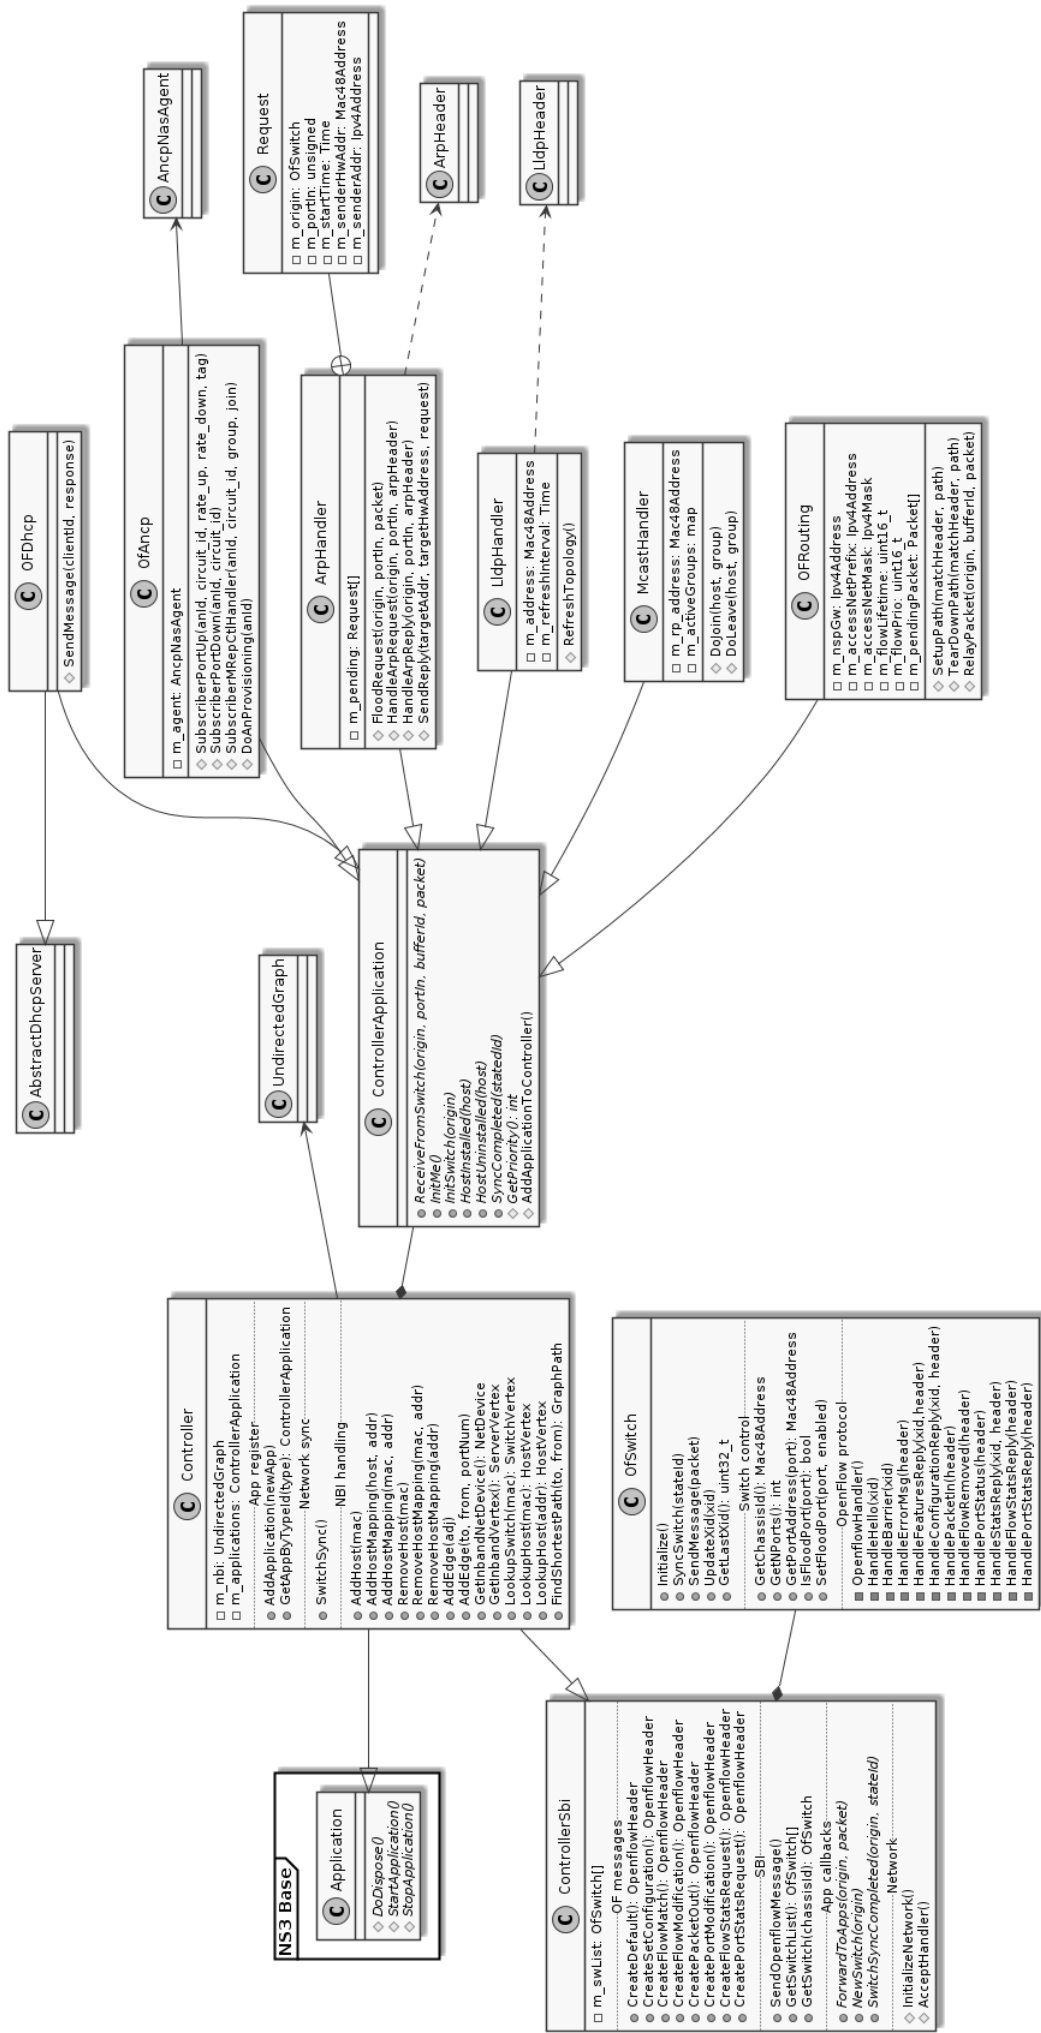 NS3 Base
C Application
DoDispose()
StartApplication()
StopApplication()
C ControllerSbi
m_swList: OfSwitch[]
OF messages
CreateDefault(): OpenflowHeader
CreateSetConfiguration(): OpenflowHeader
CreateFlowMatch(): OpenflowHeader
CreateFlowModification(): OpenflowHeader
CreatePacketOut(): OpenflowHeader
CreatePortModification(): OpenflowHeader
CreateFlowStatsRequest(): OpenflowHeader
CreatePortStatsRequest(): OpenflowHeader
SBI
SendOpenflowMessage()
GetSwitchList(): OfSwitch[]
GetSwitch(chassisId): OfSwitch
App callbacks
ForwardToApps(origin, packet)
NewSwitch(origin)
SwitchSyncCompleted(origin, stateId)
Network
InitializeNetwork()
AcceptHandler()
C Controller
m_nbi: UndirectedGraph
m_applications: ControllerApplication
App register
AddApplication(newApp)
GetAppByTypeId(type): ControllerApplication
Network sync
SwitchSync()
NBI handling
AddHost(mac)
AddHostMapping(host, addr)
AddHostMapping(mac, addr)
RemoveHost(mac)
RemoveHostMapping(mac, addr)
RemoveHostMapping(addr)
AddEdge(adj)
AddEdge(to, from, portNum)
GetInbandNetDevice(): NetDevice
GetInbandVertex(): ServerVertex
LookupSwitch(mac): SwitchVertex
LookupHost(mac): HostVertex
LookupHost(addr): HostVertex
FindShortestPath(to, from): GraphPath
C OfSwitch
Initialize()
SyncSwitch(stateId)
SendMessage(packet)
UpdateXid(xid)
GetLastXid(): uint32_t
Switch control
GetChassisId(): Mac48Address
GetNPorts(): int
GetPortAddress(port): Mac48Address
IsFloodPort(port): bool
SetFloodPort(port, enabled)
OpenFlow protocol
OpenflowHandler()
HandleHello(xid)
HandleBarrier(xid)
HandleErrorMsg(header)
HandleFeaturesReply(xid,header)
HandleConfigurationReply(xid, header)
HandlePacketIn(header)
HandleFlowRemoved(header)
HandlePortStatus(header)
HandleStatsReply(xid, header)
HandleFlowStatsReply(header)
HandlePortStatsReply(header)
C AbstractDhcpServer
C UndirectedGraph
C ControllerApplication
ReceiveFromSwitch(origin, portIn, bufferId, packet)
InitMe()
InitSwitch(origin)
HostInstalled(host)
HostUninstalled(host)
SyncCompleted(statedId)
GetPriority(): int
AddApplicationToController()
C OFDhcp
SendMessage(clientId, response)
C OfAncp
m_agent: AncpNasAgent
SubscriberPortUp(anId, circuit_id, rate_up, rate_down, tag)
SubscriberPortDown(anId, circuit_id)
SubscriberMRepCtlHandler(anId, circuit_id, group, join)
DoAnProvisioning(anId)
C ArpHandler
m_pending: Request[]
FloodRequest(origin, portIn, packet)
HandleArpRequest(origin, portIn, arpHeader)
HandleArpReply(origin, portIn, arpHeader)
SendReply(targetAddr, targetHwAddress, request)
C LldpHandler
m_address: Mac48Address
m_refreshInterval: Time
RefreshTopology()
C McastHandler
m_rp_address: Mac48Address
m_activeGroups: map
DoJoin(host, group)
DoLeave(host, group)
C OFRouting
m_nspGw: Ipv4Address
m_accessNetPrefix: Ipv4Address
m_accessNetMask: Ipv4Mask
m_flowLifetime: uint16_t
m_flowPrio: uint16_t
m_pendingPacket: Packet[]
SetupPath(matchHeader, path)
TearDownPath(matchHeader, path)
RelayPacket(origin, bufferId, packet)
C AncpNasAgent
C Request
m_origin: OfSwitch
m_portIn: unsigned
m_startTime: Time
m_senderHwAddr: Mac48Address
m_senderAddr: Ipv4Address
C ArpHeader
C LldpHeader